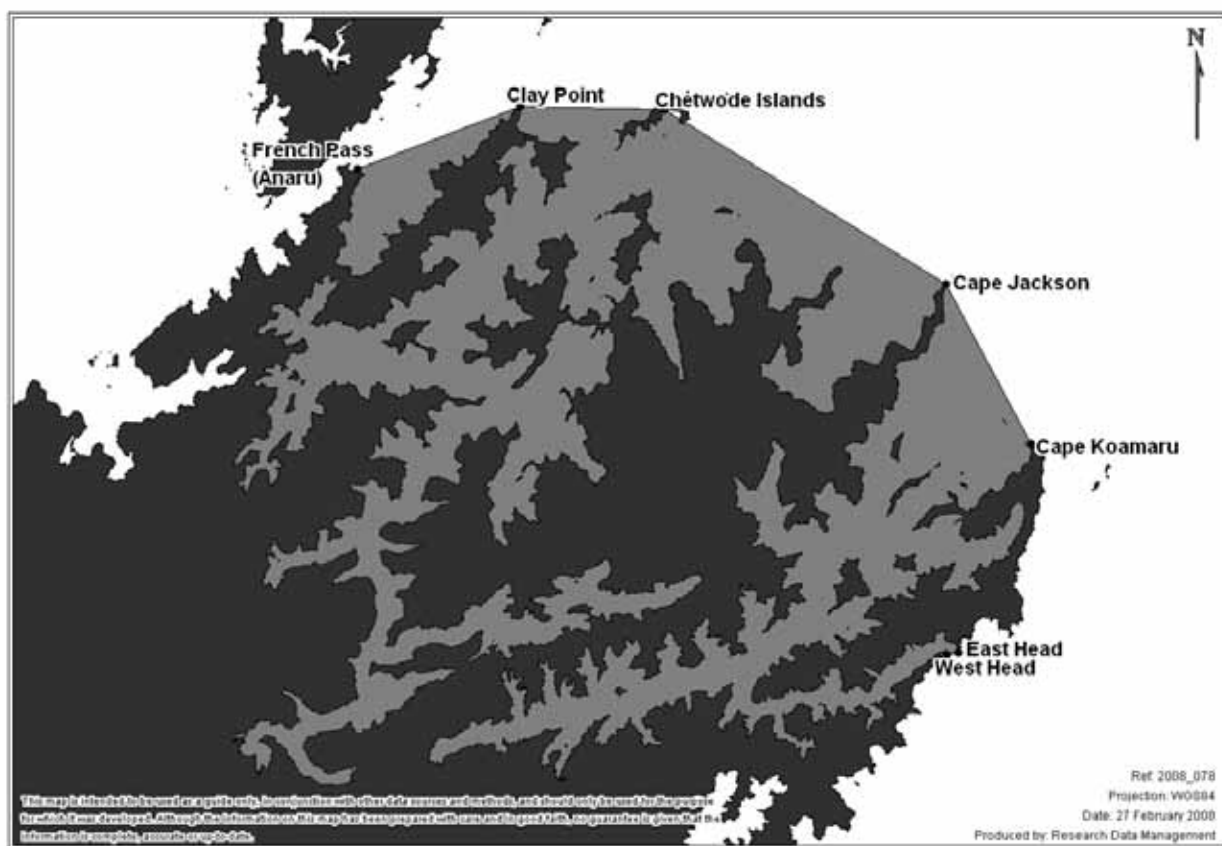 N
Clay Point
Chetwode Islands
French Pass
(Anaru)
Cape Jackson
Cape Koamaru
East Head
West Head
Ref: 2008_078
Projection: WGS84
Date: 27 February 2008
Produced by: Research Data Management
This map is intended to be used as a guide only, in conjunction with other data sources and methods, and should only be used for the purpose
for which it was developed. Although the information on this map has been prepared with care and in good faith, no guarantee is given that the
information is complete, accurate or up-to-date.